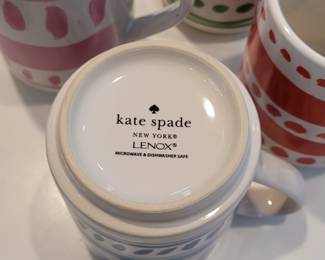 kate spade
NEW YORK®
LENOX®
MICROWAVE & DISHWASHER SAFE